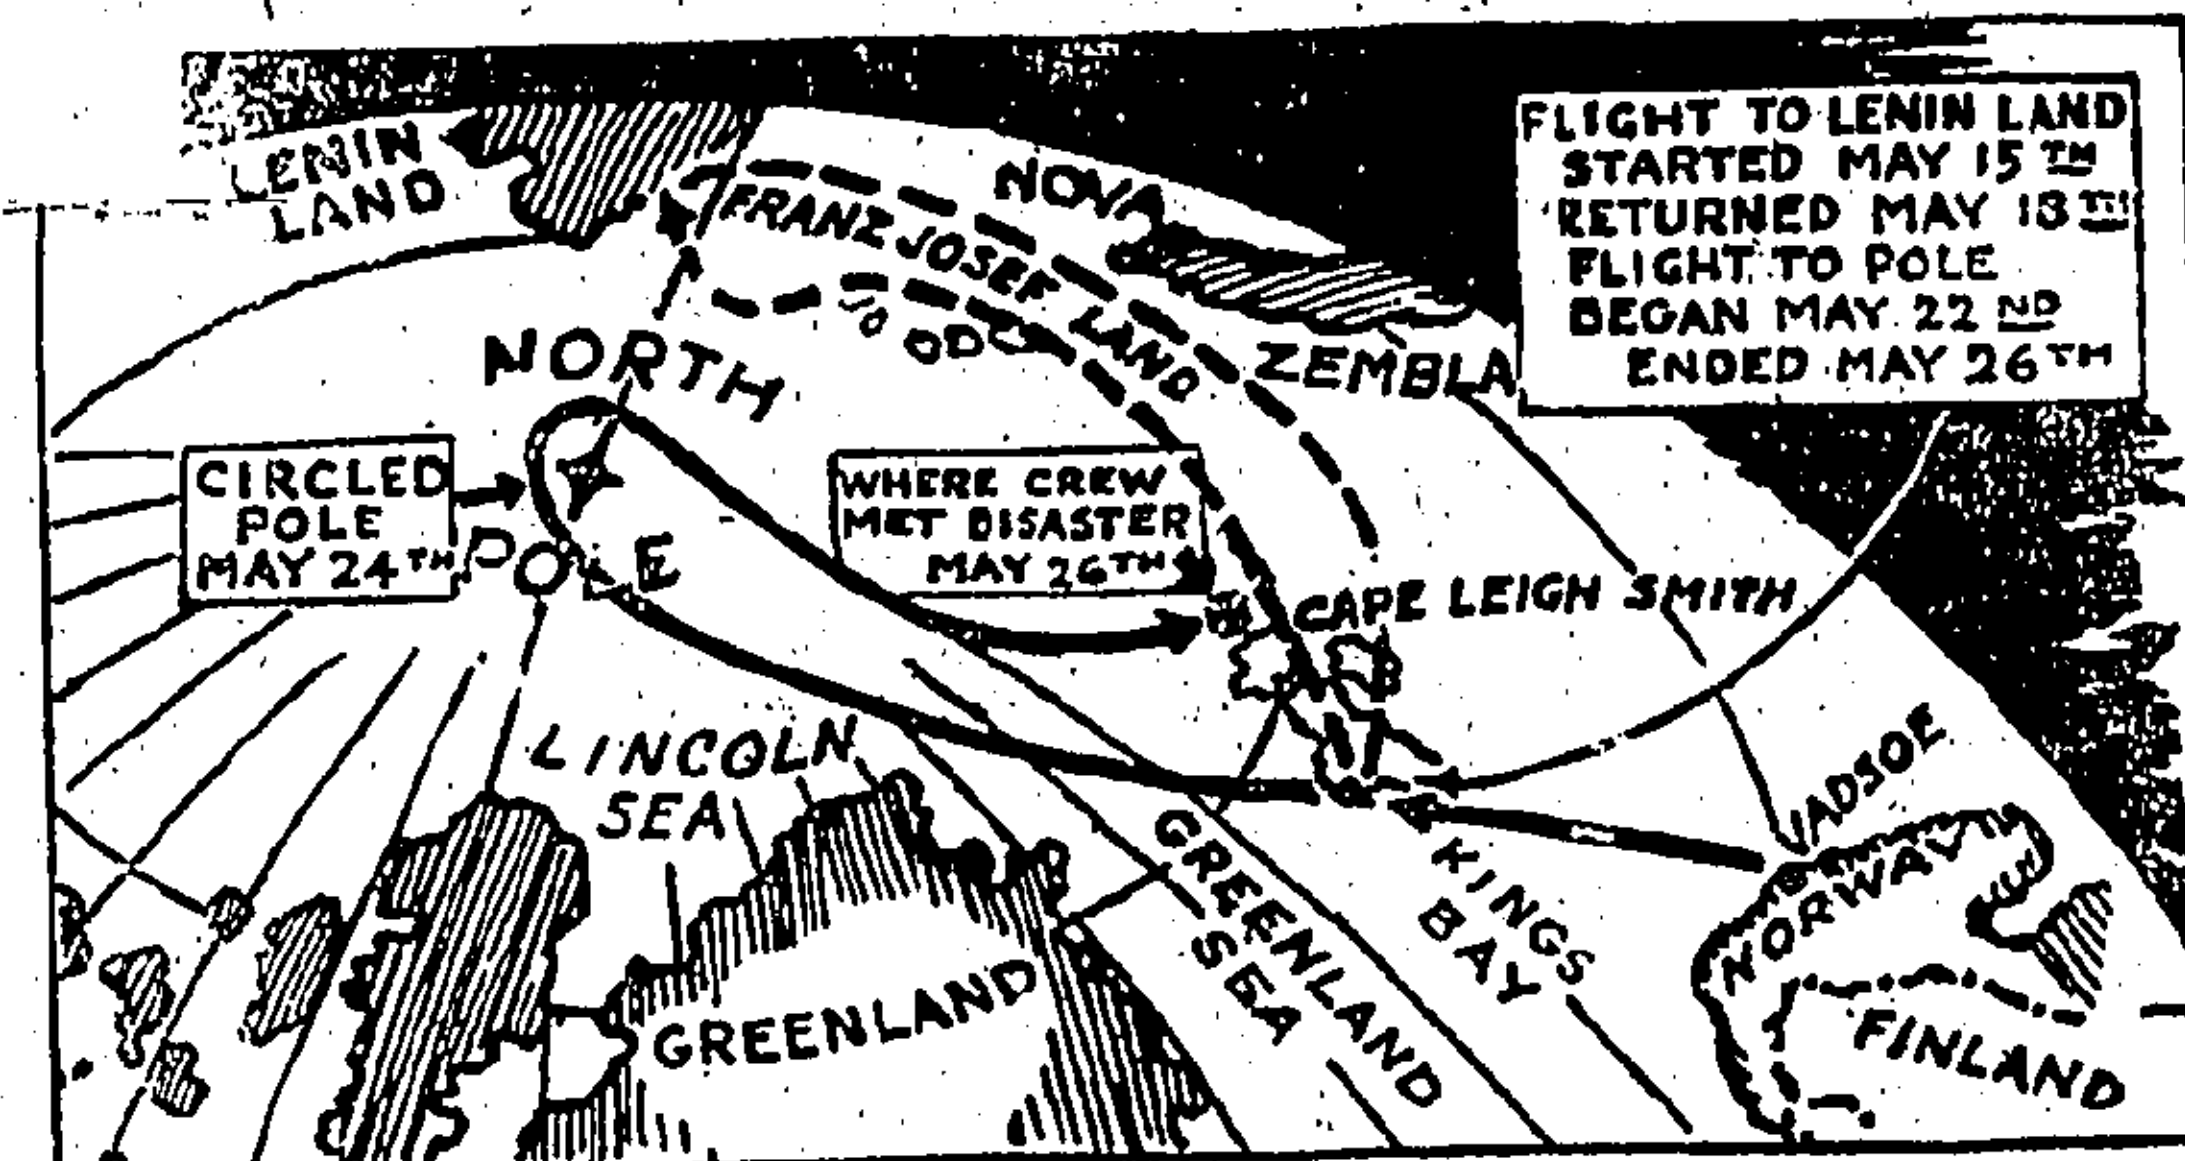 FLIGHT TO LENIN LAND
STARTED MAY 15TH
RETURNED MAY 18TH
FLIGHT TO POLE
BEGAN MAY 22ND
ENDED MAY 26TH
LENIN
LAND
NOVA
ZEMBLA
FRANZ JOSEF LAND
NORTH
POLE
CIRCLED
POLE
MAY 24TH
WHERE CREW
MET DISASTER
MAY 26TH
CAPE LEIGH SMITH
LINCOLN
SEA
GREENLAND
SEA
KINGS
BAY
VADSOE
NORWAY
FINLAND
GREENLAND